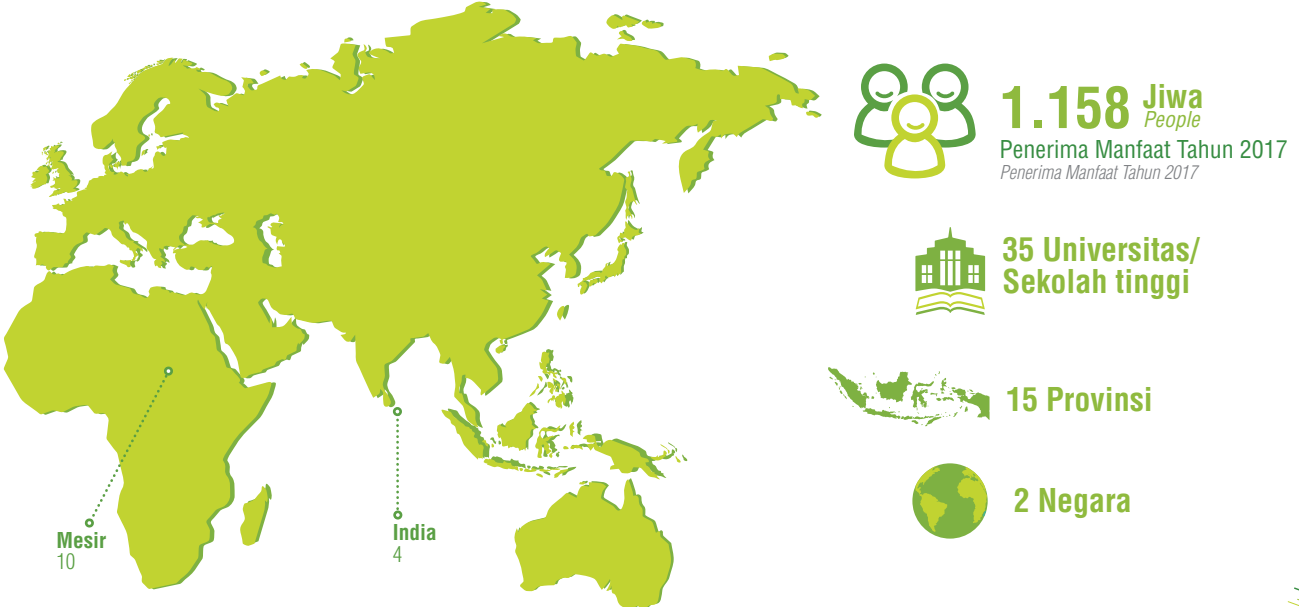 1.158 Jiwa
People
Penerima Manfaat Tahun 2017
Penerima Manfaat Tahun 2017
35 Universitas/
Sekolah tinggi
15 Provinsi
2 Negara
Mesir
10
India
4